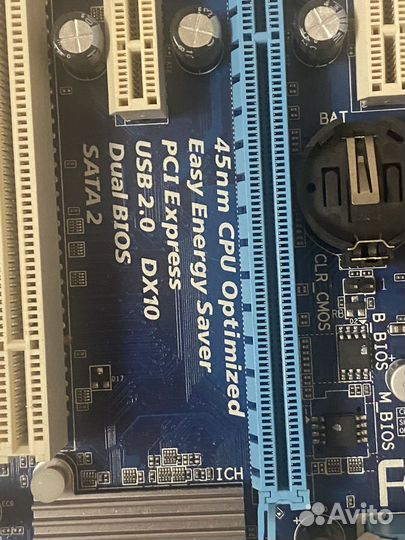 45nm CPU Optimized
Easy Energy Saver
PCI Express
USB 2.0 DX10
Dual BIOS
SATA 2
BAT
CLR_CMOS
B_BIOS
M_BIOS
D17
ICH
Avito